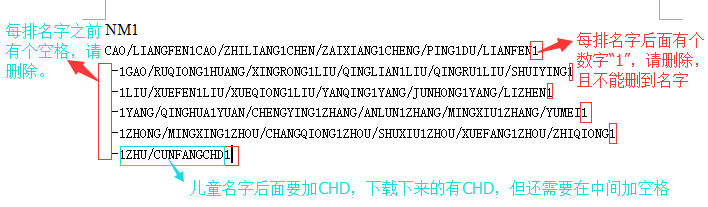 每排名字之前
有个空格，请
删除。
NM1
CAO/LIANGFEN1CAO/ZHILIANG1CHEN/ZAIXIANG1CHENG/PING1DU/LIANFEN1
-1GAO/RUQIONG1HUANG/XINGRONG1LIU/QINGLIAN1LIU/QINGRU1LIU/SHUIYING1
-1LIU/XUEFEN1LIU/XUEQIONG1LIU/YANQING1YANG/JUNHONG1YANG/LIZHEN1
-1YANG/QINGHUA1YUAN/CHENGYING1ZHANG/ANLUN1ZHANG/MINGXIU1ZHANG/YUMEI1
-1ZHONG/MINGXING1ZHOU/CHANGQIONG1ZHOU/SHUXIU1ZHOU/XUEFANG1ZHOU/ZHIQIONG1
-1ZHU/CUNFANGCHD1
每排名字后面有个
数字“1”，请删除，
且不能删到名字
儿童名字后面要加CHD，下载下来的有CHD，但还需要在中间加空格